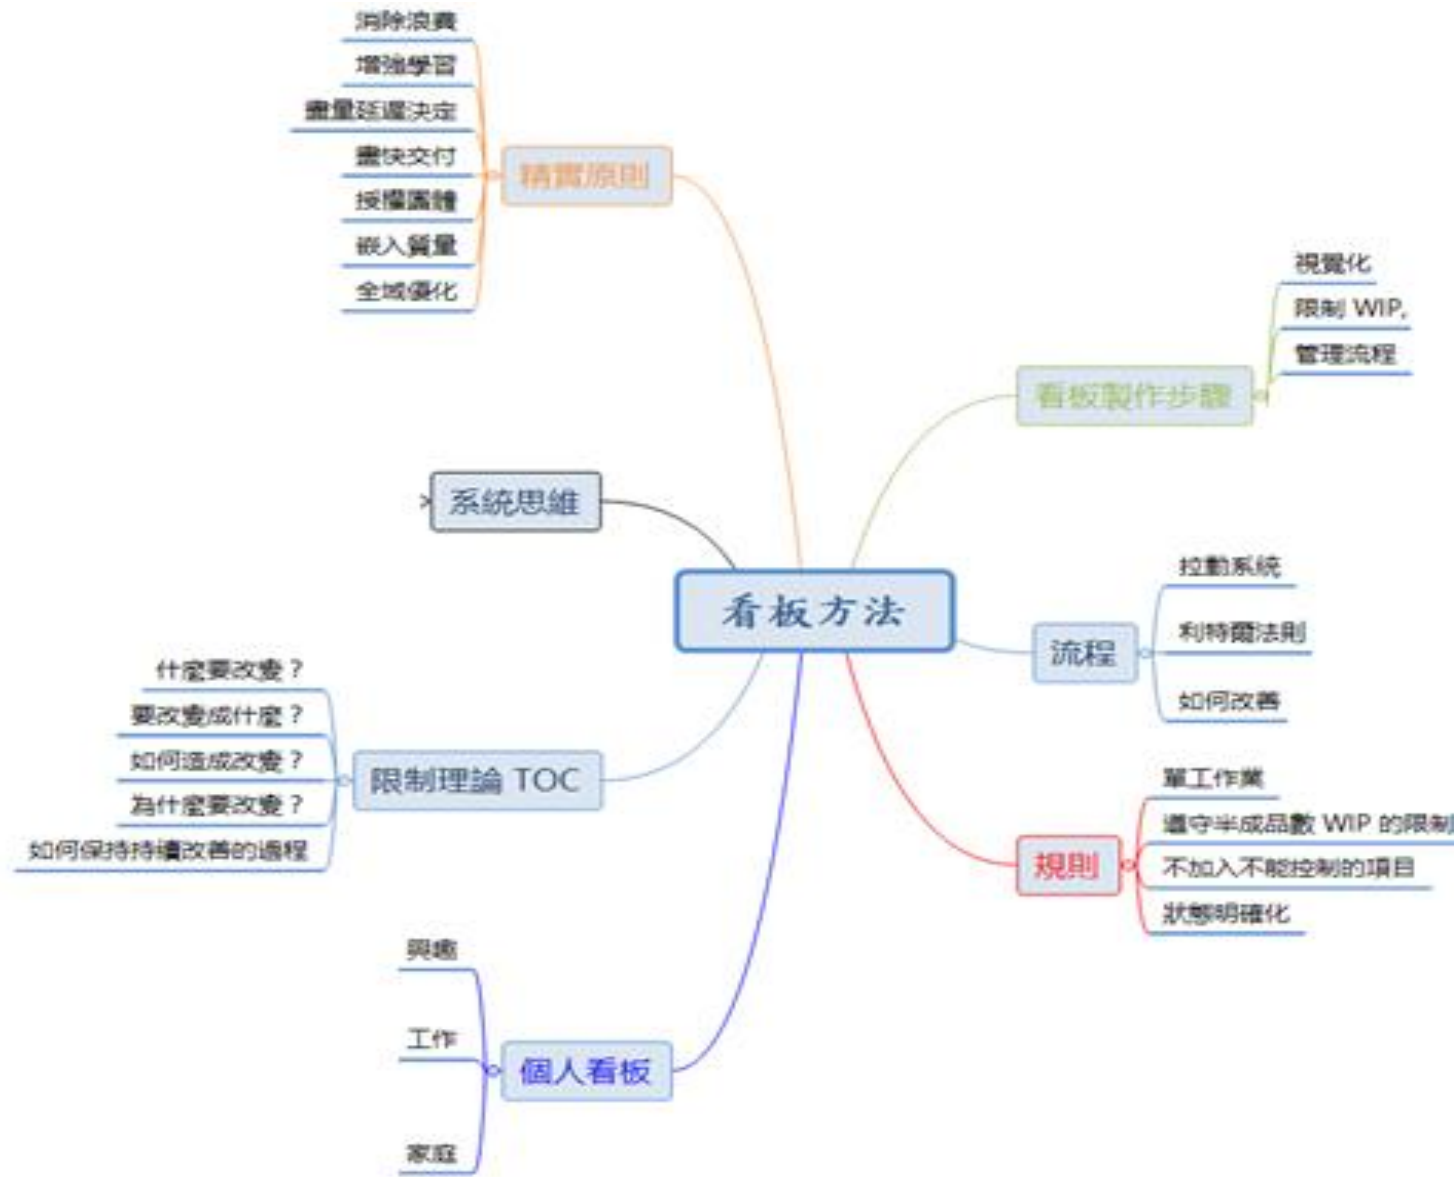 看板方法
精實原則
消除浪費
增強學習
盡量延遲決定
盡快交付
授權團體
嵌入質量
全域優化
看板製作步驟
視覺化
限制 WIP,
管理流程
系統思維
流程
拉動系統
利特爾法則
如何改善
限制理論 TOC
什麼要改變？
要改變成什麼？
如何造成改變？
為什麼要改變？
如何保持持續改善的過程
規則
單工作業
遵守半成品數 WIP 的限制
不加入不能控制的項目
狀態明確化
個人看板
興趣
工作
家庭